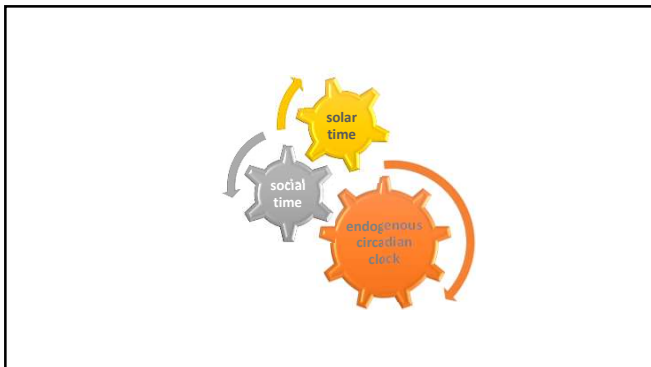 solar
time
social
time
endogenous
circadian
clock